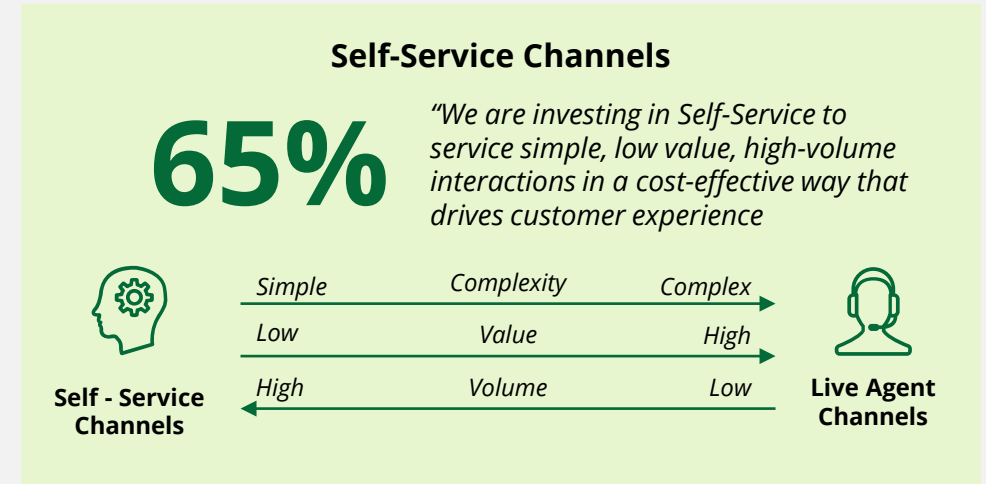 Self-Service Channels
65%
“We are investing in Self-Service to
service simple, low value, high-volume
interactions in a cost-effective way that
drives customer experience
Simple Complexity Complex
Low Value High
High Volume Low
Self - Service
Channels
Live Agent
Channels